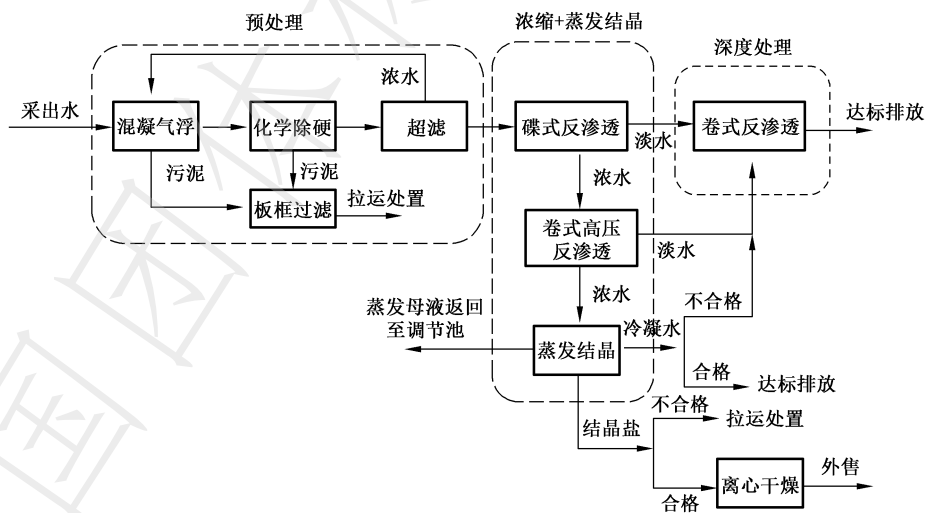 预处理
浓缩+蒸发结晶
深度处理
浓水
采出水
混凝气浮
化学除硬
超滤
碟式反渗透
淡水
卷式反渗透
达标排放
污泥
污泥
浓水
板框过滤
拉运处置
卷式高压
反渗透
淡水
浓水
不合格
蒸发母液返回
至调节池
蒸发结晶
冷凝水
合格
达标排放
结晶盐
不合格
拉运处置
合格
离心干燥
外售
国团体